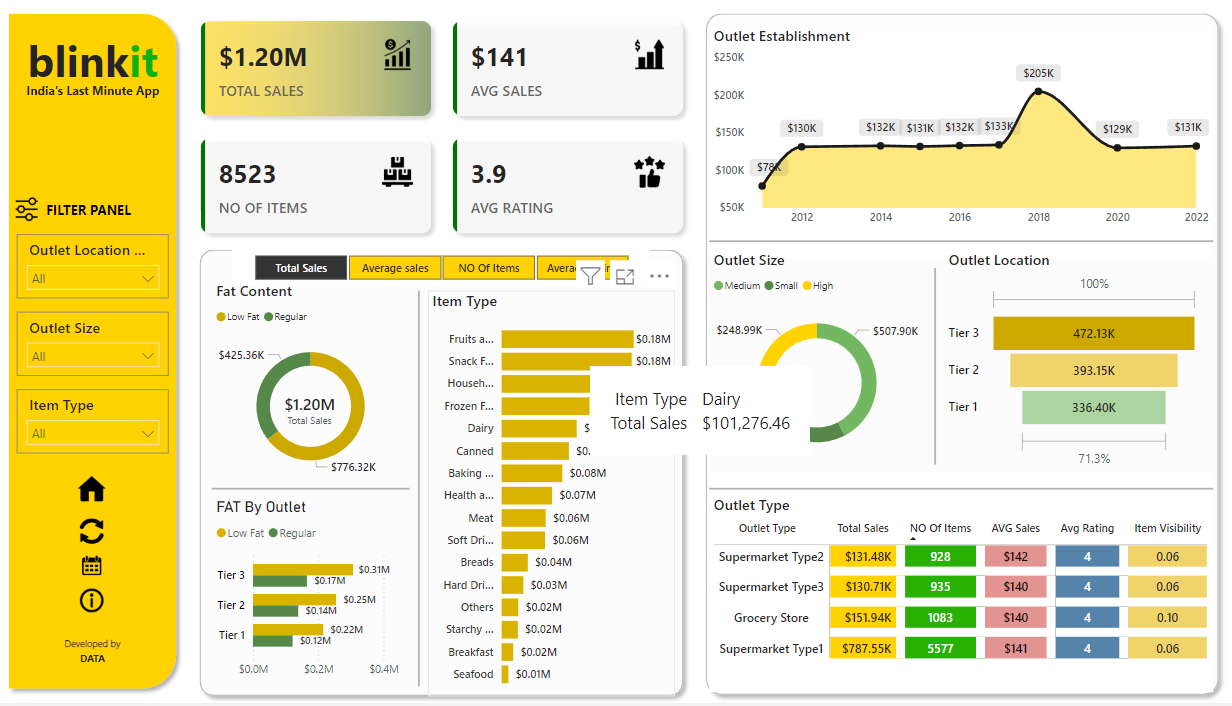 blinkit
India's Last Minute App
FILTER PANEL
Outlet Location ...
All
Outlet Size
All
Item Type
All
Developed by
DATA
$1.20M
TOTAL SALES
$
$141
AVG SALES
$
8523
NO OF ITEMS
3.9
AVG RATING
Total Sales
Average sales
NO Of Items
Fat Content
Low Fat
Regular
$425.36K
$1.20M
Total Sales
$776.32K
FAT By Outlet
Low Fat
Regular
Tier 3
$0.31M
$0.17M
Tier 2
$0.25M
$0.14M
Tier 1
$0.22M
$0.12M
$0.0M
$0.2M
$0.4M
Item Type
Fruits a...
$0.18M
Snack F...
$0.18M
Househ...
Frozen F...
Dairy
$
Canned
$0.
Baking ...
$0.08M
Health a...
$0.07M
Meat
$0.06M
Soft Dri...
$0.06M
Breads
$0.04M
Hard Dri...
$0.03M
Others
$0.02M
Starchy ...
$0.02M
Breakfast
$0.02M
Seafood
$0.01M
Item Type Dairy
Total Sales $101,276.46
Outlet Establishment
$250K
$200K
$150K
$100K
$50K
$78K
$130K
$132K
$131K
$132K
$133K
$205K
$129K
$131K
2012
2014
2016
2018
2020
2022
Outlet Size
Medium
Small
High
$248.99K
$507.90K
Outlet Location
100%
Tier 3
472.13K
Tier 2
393.15K
Tier 1
336.40K
71.3%
Outlet Type
Outlet Type Total Sales NO Of Items AVG Sales Avg Rating Item Visibility
Supermarket Type2 $131.48K 928 $142 4 0.06
Supermarket Type3 $130.71K 935 $140 4 0.06
Grocery Store $151.94K 1083 $140 4 0.10
Supermarket Type1 $787.55K 5577 $141 4 0.06